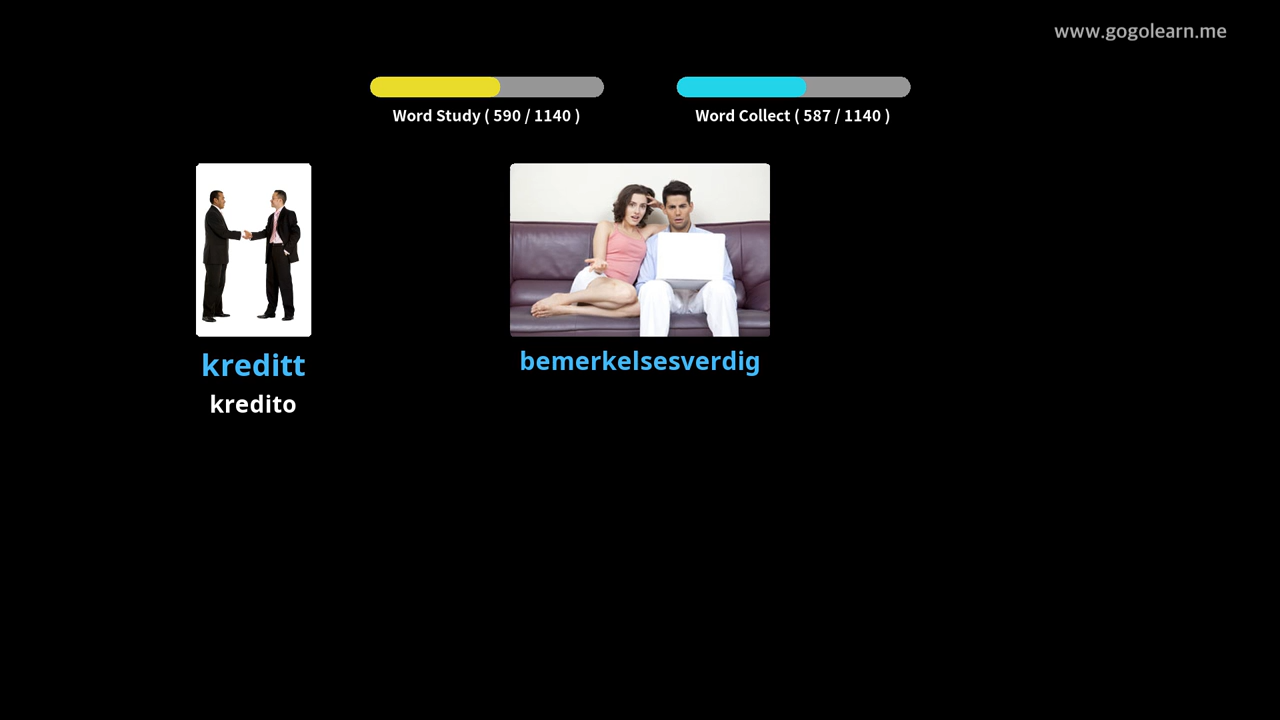 www.gogolearn.me
Word Study ( 590 / 1140 )
Word Collect ( 587 / 1140 )
kreditt
kredito
bemerkelsesverdig